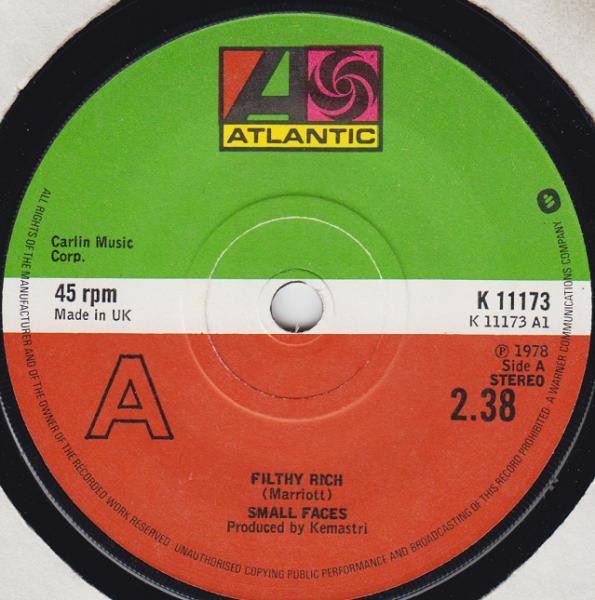 ATLANTIC
Carlin Music
Corp.
45 rpm
Made in UK
K 11173
K 11173 A1
℗ 1978
Side A
STEREO
2.38
A
FILTHY RICH
(Marriott)
SMALL FACES
Produced by Kemastri
ALL RIGHTS OF THE MANUFACTURER AND OF THE OWNER OF THE RECORDED WORK RESERVED UNAUTHORISED COPYING PUBLIC PERFORMANCE AND BROADCASTING OF THIS RECORD PROHIBITED A WARNER COMMUNICATIONS COMPANY